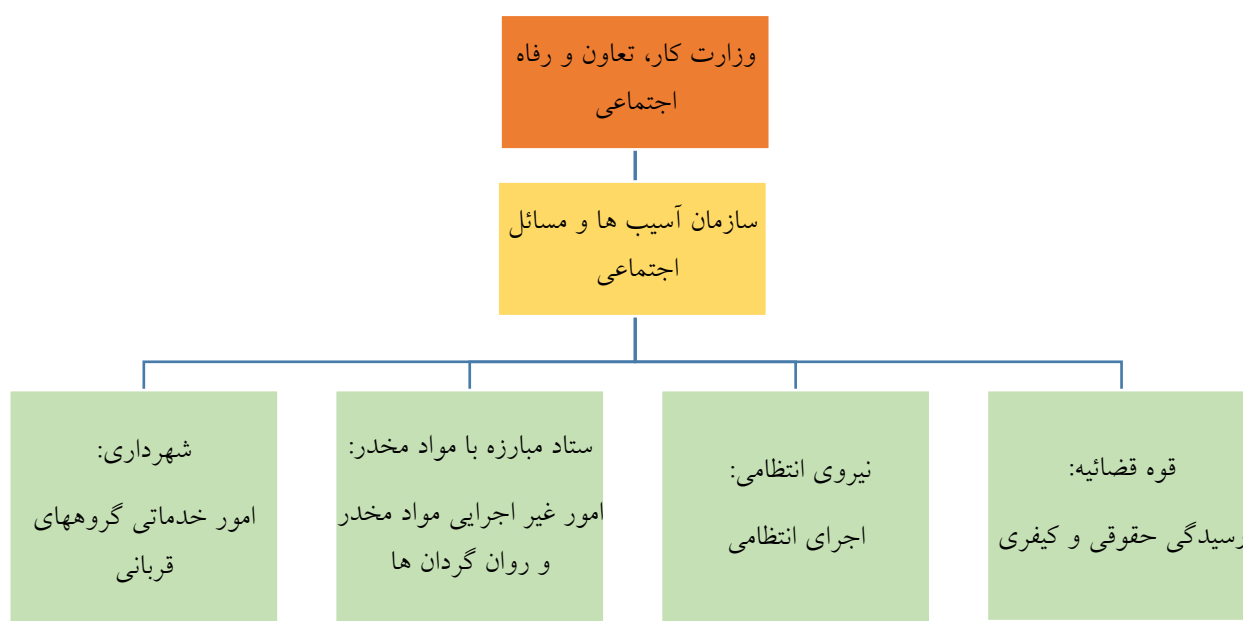 وزارت کار، تعاون و رفاه
اجتماعی
سازمان آسیب ها و مسائل
اجتماعی
قوه قضائیه:
رسیدگی حقوقی و کیفری
نیروی انتظامی:
اجرای انتظامی
ستاد مبارزه با مواد مخدر:
امور غیر اجرایی مواد مخدر
و روان گردان ها
شهرداری:
امور خدماتی گروههای
قربانی